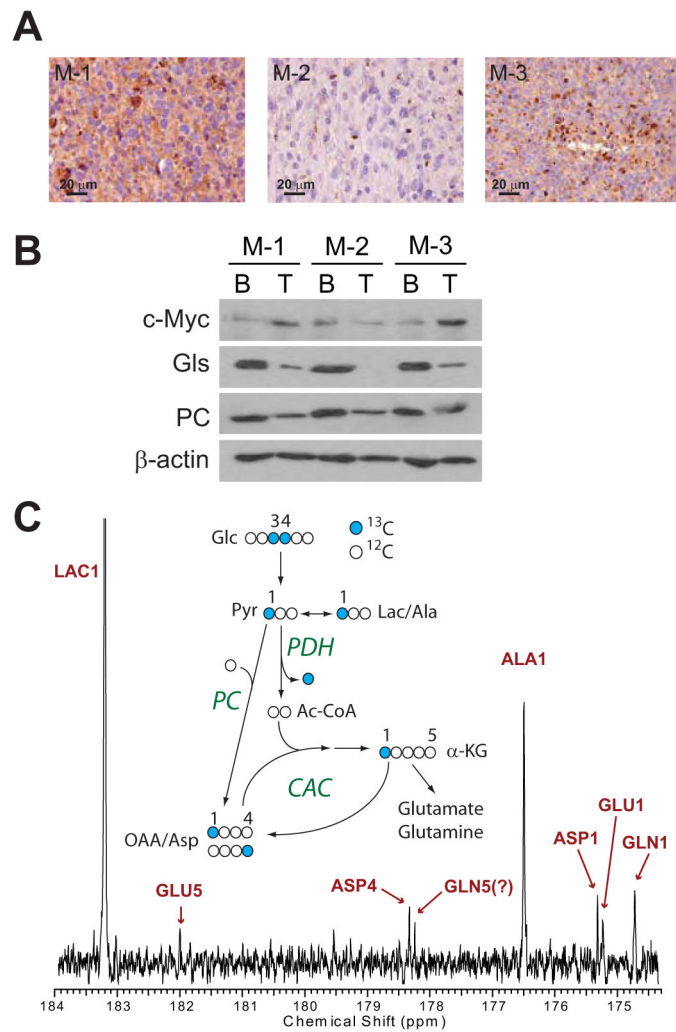 A
M-1
M-2
M-3
20 μm
20 μm
20 μm
B
M-1 M-2 M-3
B T B T B T
c-Myc
Gls
PC
β-actin
C
34
Glc
13C
12C
LAC1
1 1
Pyr Lac/Ala
PDH
ALA1
PC
Ac-CoA
1 5
α-KG
CAC
Glutamate
Glutamine
1 4
OAA/Asp
GLU1
ASP1
GLN1
GLU5
ASP4
GLN5(?)
184 183 182 181 180 179 178 177 176 175
Chemical Shift (ppm)